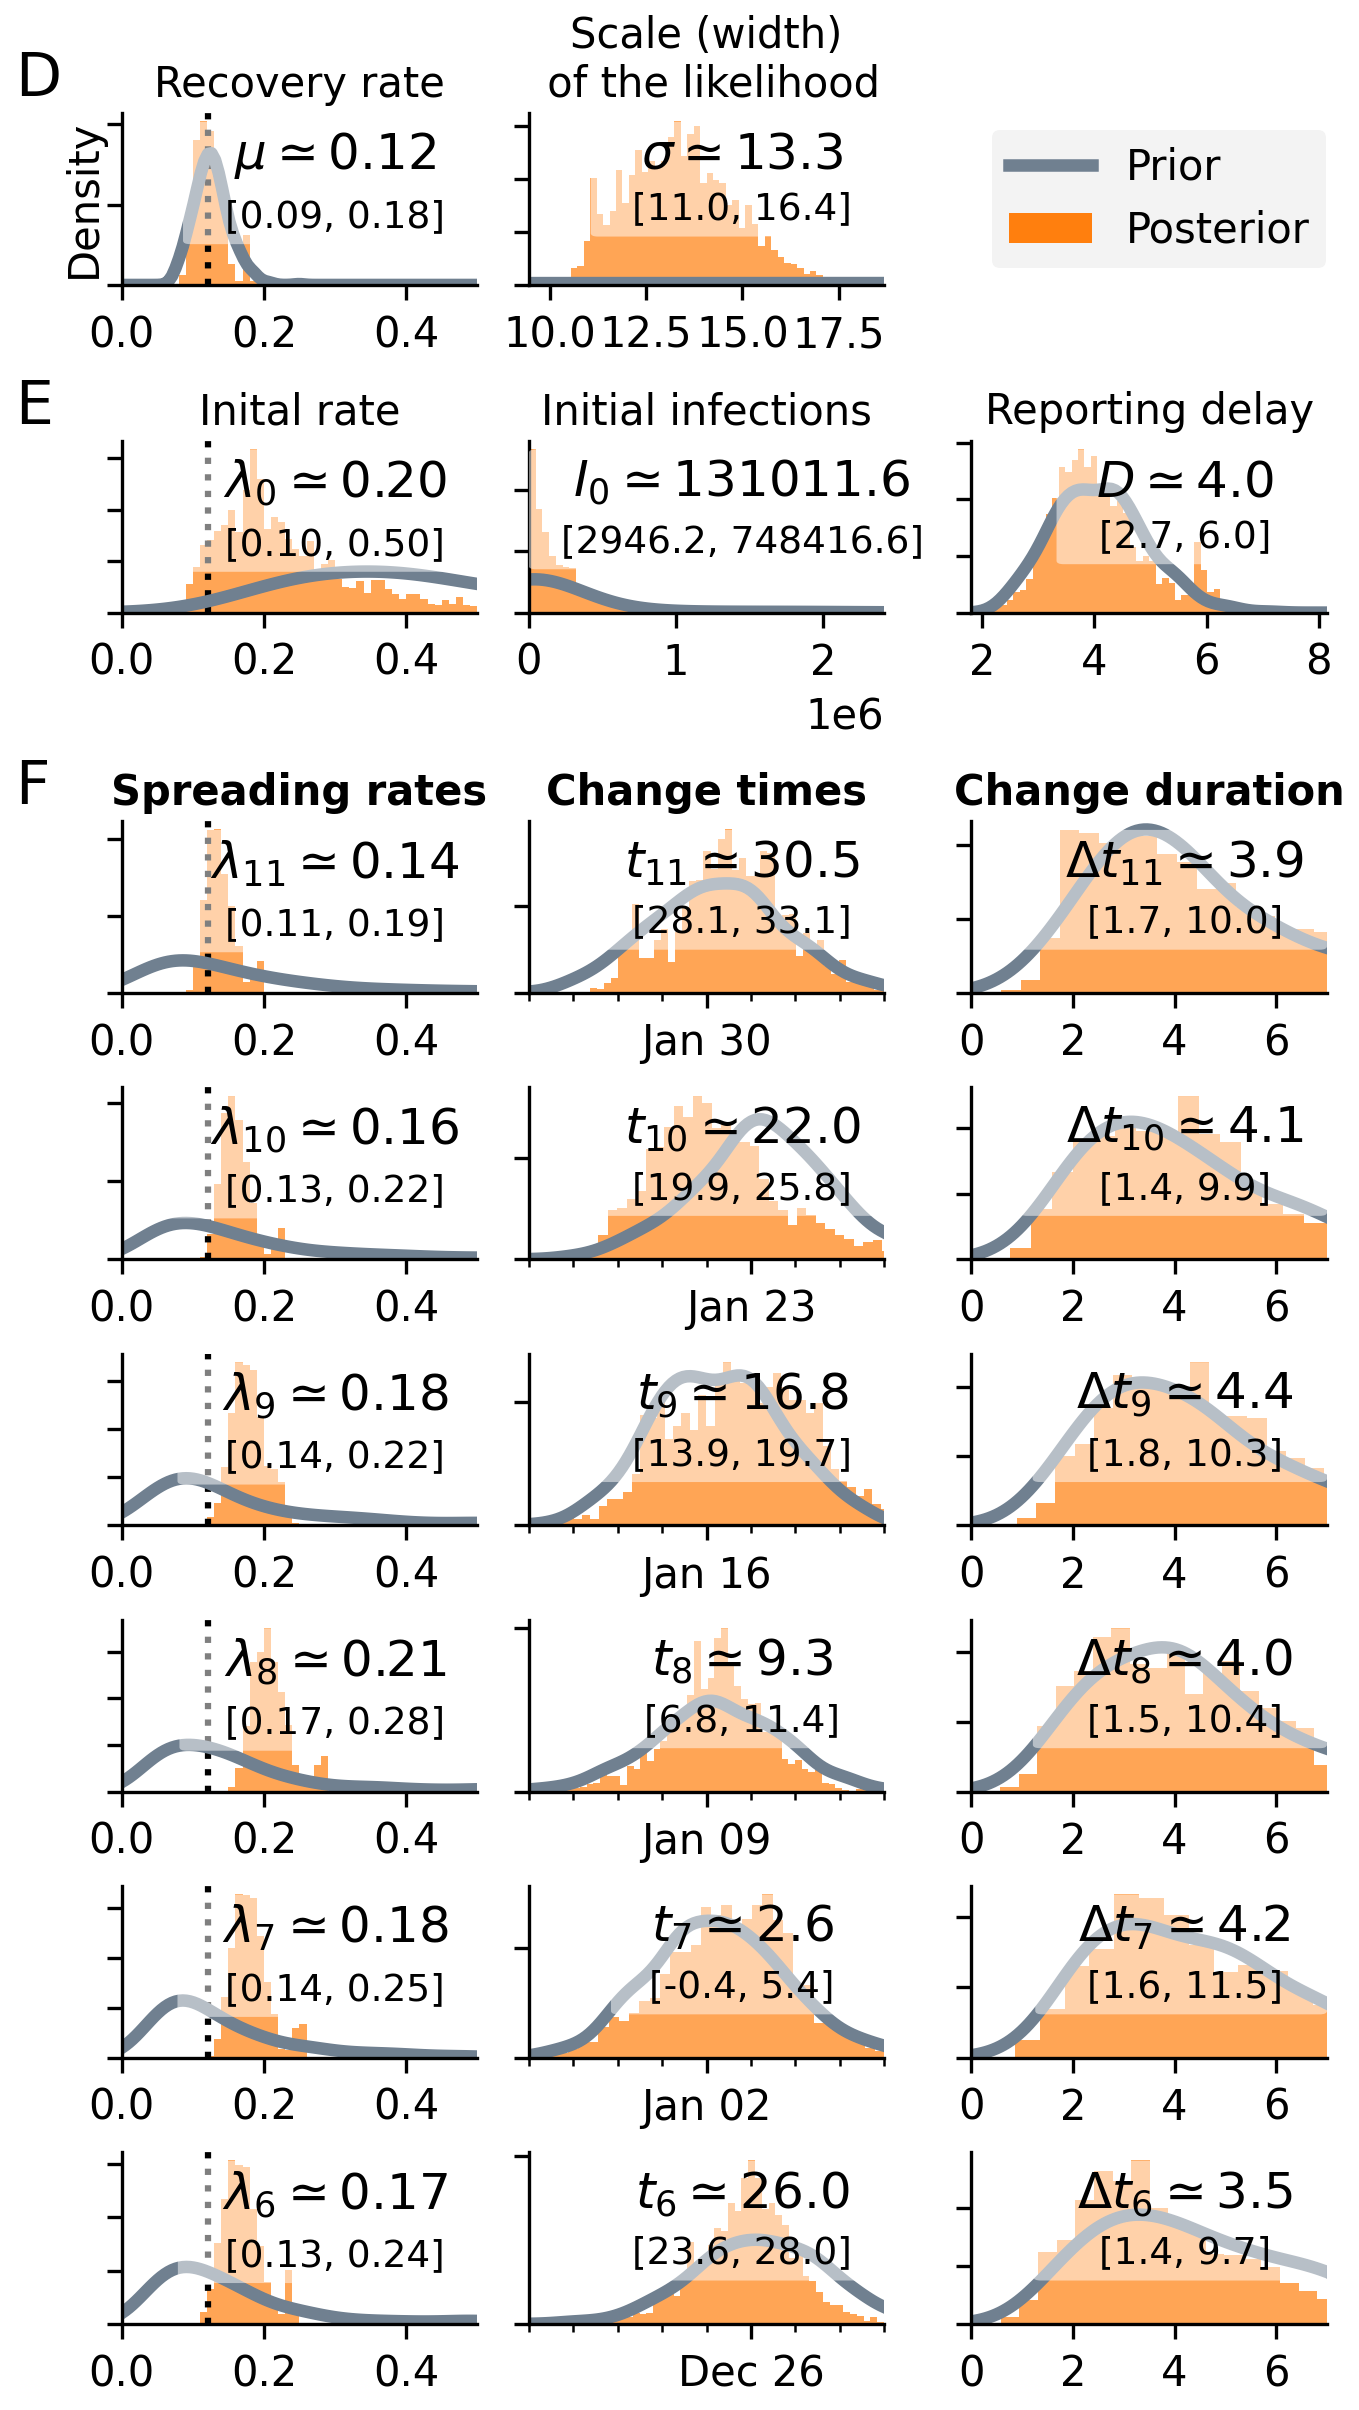 D
Recovery rate
Scale (width)
of the likelihood
Density
μ ≃ 0.12
[0.09, 0.18]
σ ≃ 13.3
[11.0, 16.4]
Prior
Posterior
0.0 0.2 0.4
10.0 12.5 15.0 17.5
E
Inital rate
Initial infections
Reporting delay
λ0 ≃ 0.20
[0.10, 0.50]
I0 ≃ 131011.6
[2946.2, 748416.6]
D ≃ 4.0
[2.7, 6.0]
0.0 0.2 0.4
0 1 2
1e6
2 4 6 8
F
Spreading rates
Change times
Change duration
λ11 ≃ 0.14
[0.11, 0.19]
t11 ≃ 30.5
[28.1, 33.1]
Δt11 ≃ 3.9
[1.7, 10.0]
0.0 0.2 0.4
Jan 30
0 2 4 6
λ10 ≃ 0.16
[0.13, 0.22]
t10 ≃ 22.0
[19.9, 25.8]
Δt10 ≃ 4.1
[1.4, 9.9]
0.0 0.2 0.4
Jan 23
0 2 4 6
λ9 ≃ 0.18
[0.14, 0.22]
t9 ≃ 16.8
[13.9, 19.7]
Δt9 ≃ 4.4
[1.8, 10.3]
0.0 0.2 0.4
Jan 16
0 2 4 6
λ8 ≃ 0.21
[0.17, 0.28]
t8 ≃ 9.3
[6.8, 11.4]
Δt8 ≃ 4.0
[1.5, 10.4]
0.0 0.2 0.4
Jan 09
0 2 4 6
λ7 ≃ 0.18
[0.14, 0.25]
t7 ≃ 2.6
[-0.4, 5.4]
Δt7 ≃ 4.2
[1.6, 11.5]
0.0 0.2 0.4
Jan 02
0 2 4 6
λ6 ≃ 0.17
[0.13, 0.24]
t6 ≃ 26.0
[23.6, 28.0]
Δt6 ≃ 3.5
[1.4, 9.7]
0.0 0.2 0.4
Dec 26
0 2 4 6